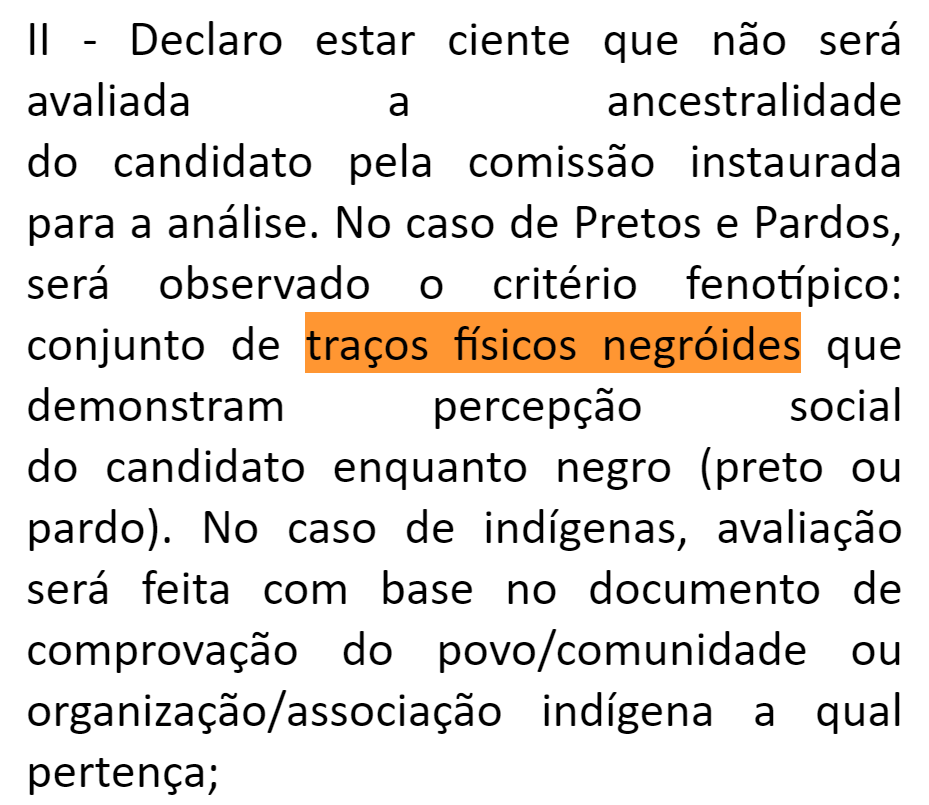 II - Declaro estar ciente que não será
avaliada a ancestralidade
do candidato pela comissão instaurada
para a análise. No caso de Pretos e Pardos,
será observado o critério fenotípico:
conjunto de traços físicos negróides que
demonstram percepção social
do candidato enquanto negro (preto ou
pardo). No caso de indígenas, avaliação
será feita com base no documento de
comprovação do povo/comunidade ou
organização/associação indígena a qual
pertença;